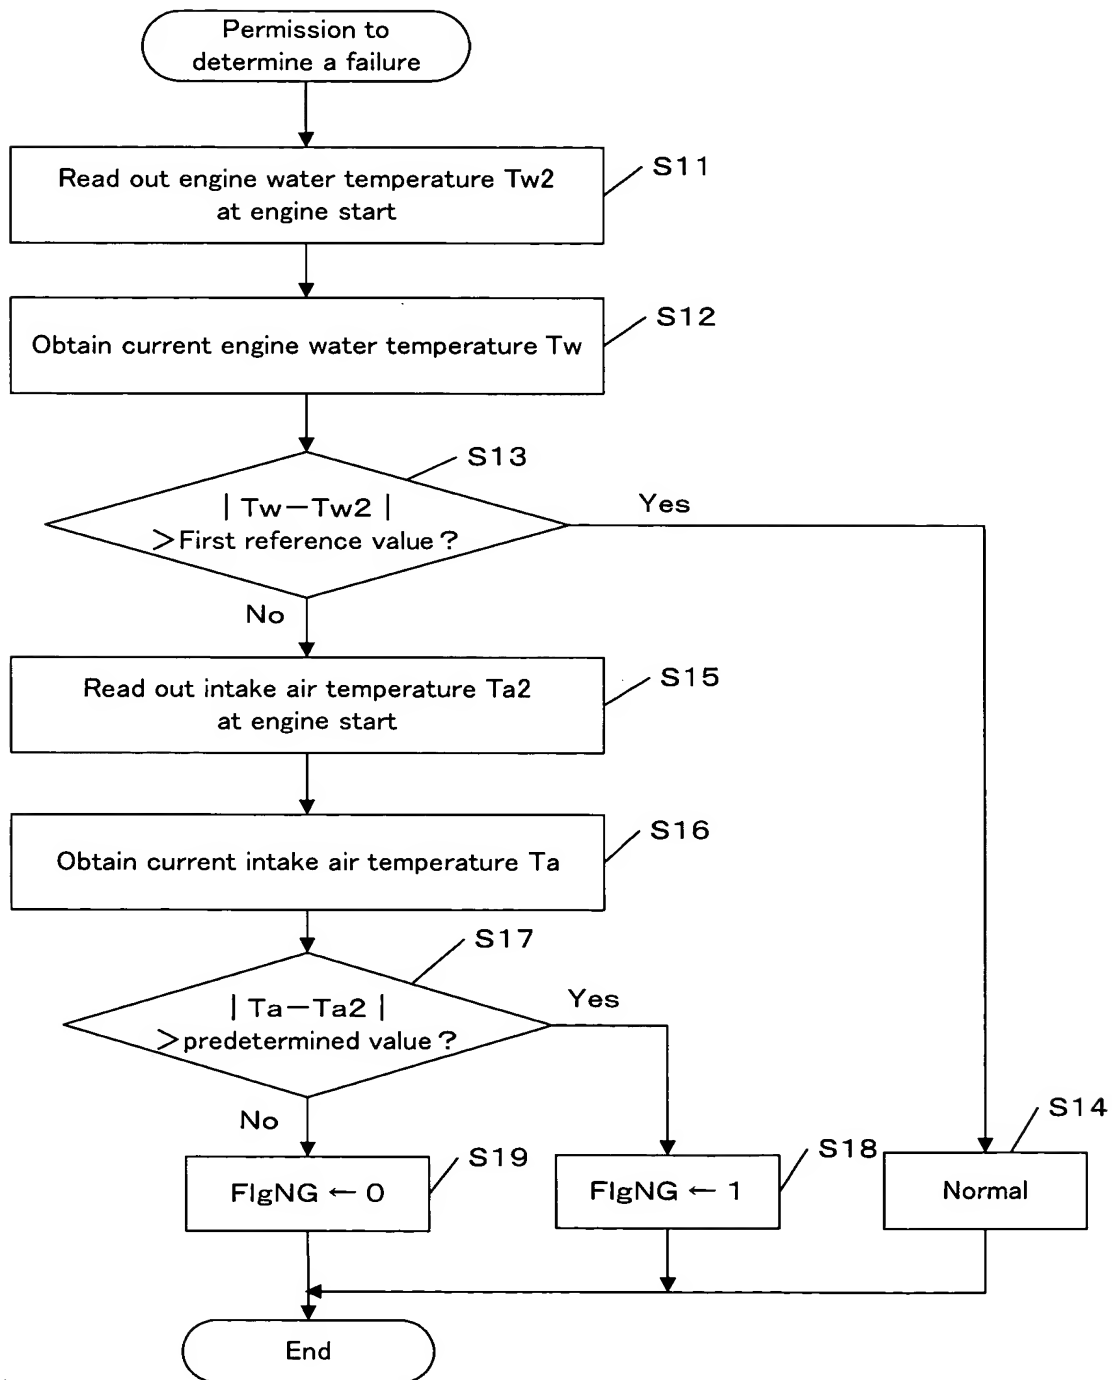 Permission to
determine a failure
S11
Read out engine water temperature Tw2
at engine start
S12
Obtain current engine water temperature Tw
S13
| Tw－Tw2 |
＞First reference value?
Yes
No
S15
Read out intake air temperature Ta2
at engine start
S16
Obtain current intake air temperature Ta
S17
| Ta－Ta2 |
＞predetermined value?
Yes
No
S19
FlgNG ← 0
S18
FlgNG ← 1
S14
Normal
End